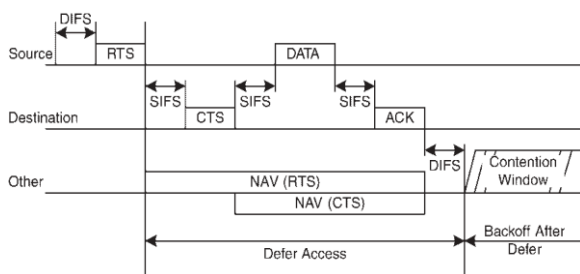 DIFS
Source
RTS
DATA
SIFS
SIFS
SIFS
Destination
CTS
ACK
DIFS
Contention
Window
Other
NAV (RTS)
NAV (CTS)
Defer Access
Backoff After
Defer